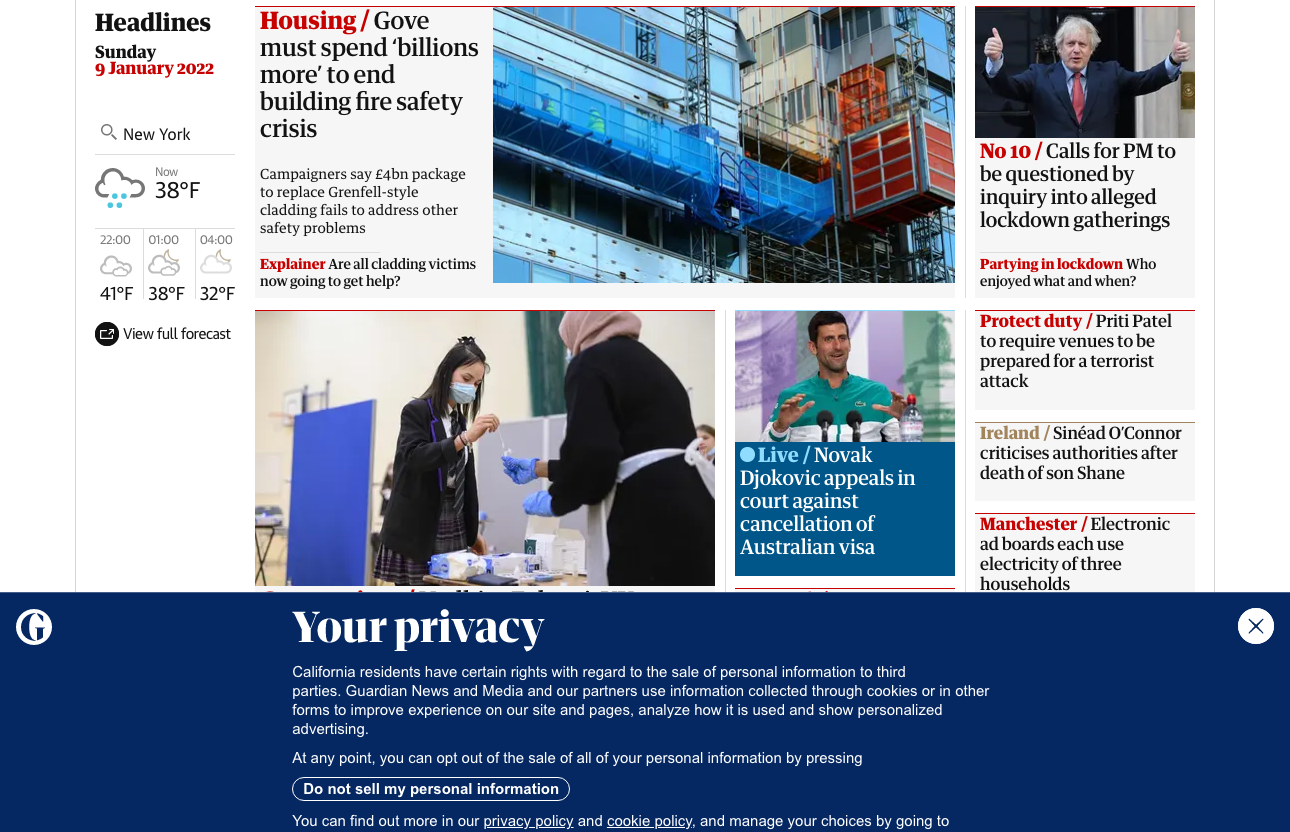 Headlines
Sunday
9 January 2022
New York
Now
38°F
22:00
01:00
04:00
41°F
38°F
32°F
View full forecast
Housing / Gove
must spend ‘billions
more’ to end
building fire safety
crisis
Campaigners say £4bn package
to replace Grenfell-style
cladding fails to address other
safety problems
Explainer Are all cladding victims
now going to get help?
No 10 / Calls for PM to
be questioned by
inquiry into alleged
lockdown gatherings
Partying in lockdown Who
enjoyed what and when?
Live / Novak
Djokovic appeals in
court against
cancellation of
Australian visa
Protect duty / Priti Patel
to require venues to be
prepared for a terrorist
attack
Ireland / Sinéad O’Connor
criticises authorities after
death of son Shane
Manchester / Electronic
ad boards each use
electricity of three
households
Your privacy
California residents have certain rights with regard to the sale of personal information to third
parties. Guardian News and Media and our partners use information collected through cookies or in other
forms to improve experience on our site and pages, analyze how it is used and show personalized
advertising.
At any point, you can opt out of the sale of all of your personal information by pressing
Do not sell my personal information
You can find out more in our privacy policy and cookie policy, and manage your choices by going to